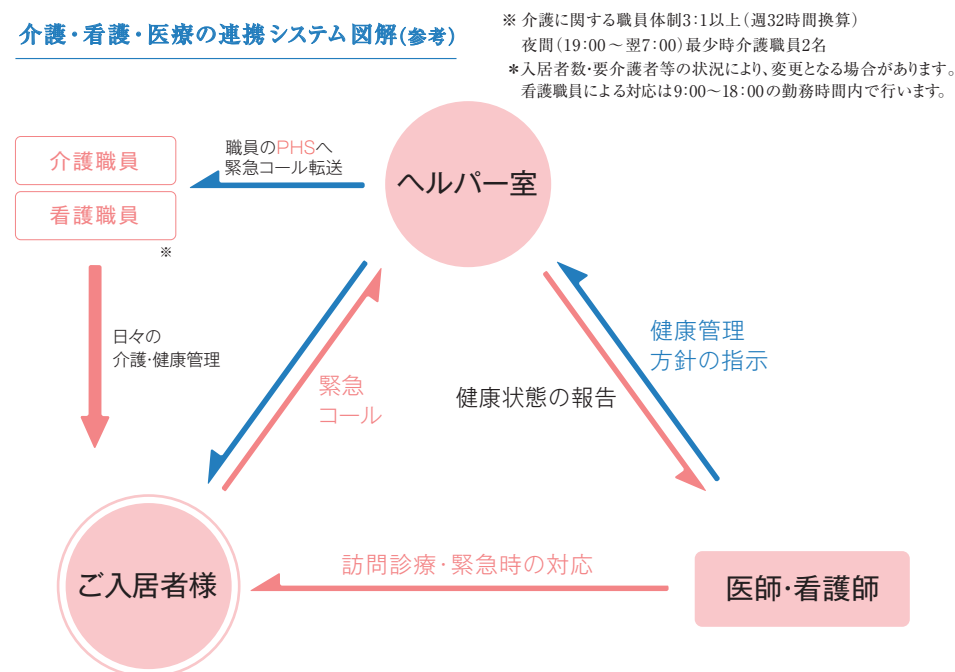 介護・看護・医療の連携システム図解(参考)
※ 介護に関する職員体制3:1以上(週32時間換算)
夜間(19:00～翌7:00)最少時介護職員2名
＊入居者数・要介護者等の状況により、変更となる場合があります。
看護職員による対応は9:00～18:00の勤務時間内で行います。
介護職員
看護職員
※
職員のPHSへ
緊急コール転送
ヘルパー室
日々の
介護・健康管理
緊急
コール
健康状態の報告
健康管理
方針の指示
ご入居者様
訪問診療・緊急時の対応
医師・看護師